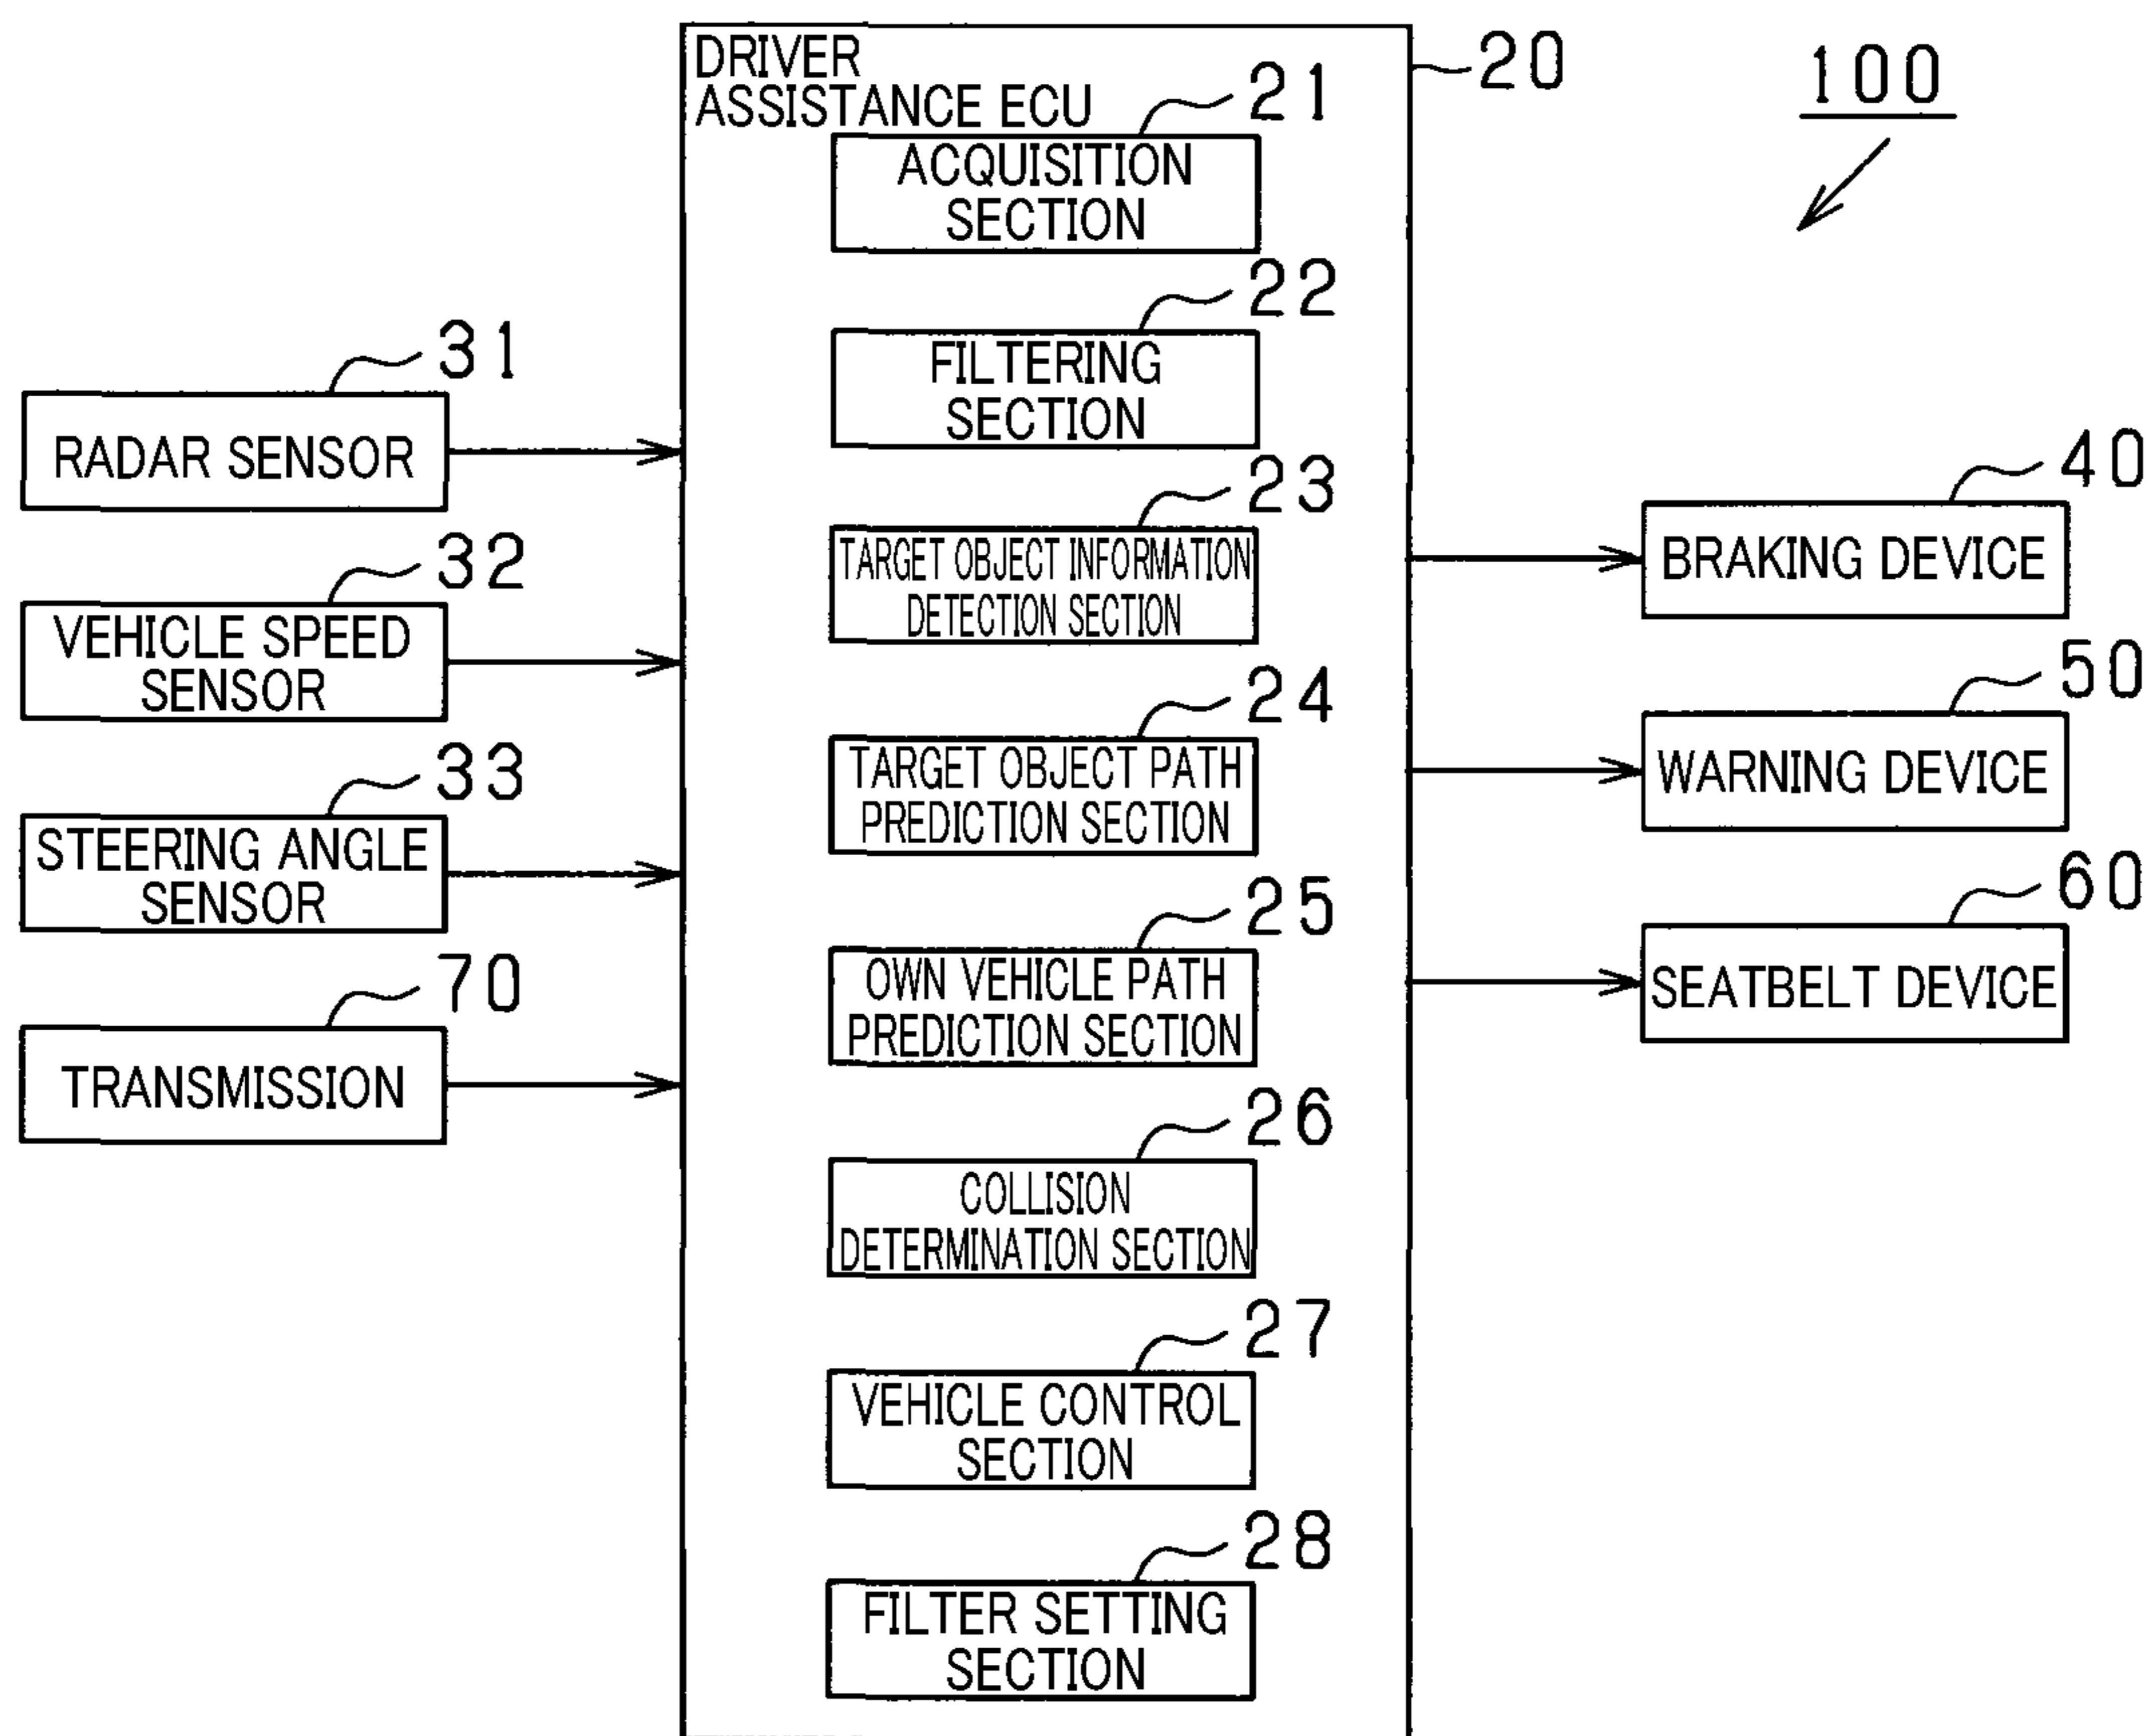 DRIVER
ASSISTANCE ECU
20
100
21
ACQUISITION
SECTION
22
FILTERING
SECTION
23
TARGET OBJECT INFORMATION
DETECTION SECTION
24
TARGET OBJECT PATH
PREDICTION SECTION
25
OWN VEHICLE PATH
PREDICTION SECTION
26
COLLISION
DETERMINATION SECTION
27
VEHICLE CONTROL
SECTION
28
FILTER SETTING
SECTION
31
RADAR SENSOR
32
VEHICLE SPEED
SENSOR
33
STEERING ANGLE
SENSOR
70
TRANSMISSION
40
BRAKING DEVICE
50
WARNING DEVICE
60
SEATBELT DEVICE